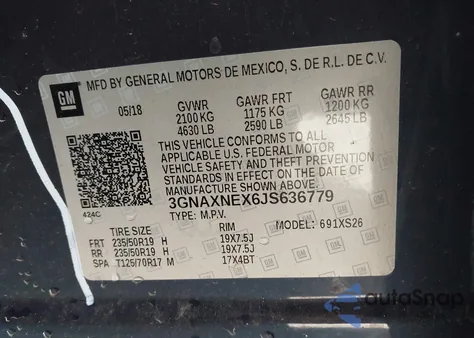 GM
MFD BY GENERAL MOTORS DE MEXICO, S. DE R.L. DE C.V.
05/18 GVWR GAWR FRT GAWR RR
2100 KG 1175 KG 1200 KG
4630 LB 2590 LB 2645 LB
THIS VEHICLE CONFORMS TO ALL
APPLICABLE U.S. FEDERAL MOTOR
VEHICLE SAFETY AND THEFT PREVENTION
STANDARDS IN EFFECT ON THE DATE OF
MANUFACTURE SHOWN ABOVE.
424C
3GNAXNEX6JS636779
TYPE: M.P.V. MODEL: 691XS26
TIRE SIZE RIM
FRT 235/50R19 H 19X7.5J
RR 235/50R19 H 19X7.5J
SPA T125/70R17 M 17X4BT
autoSnap